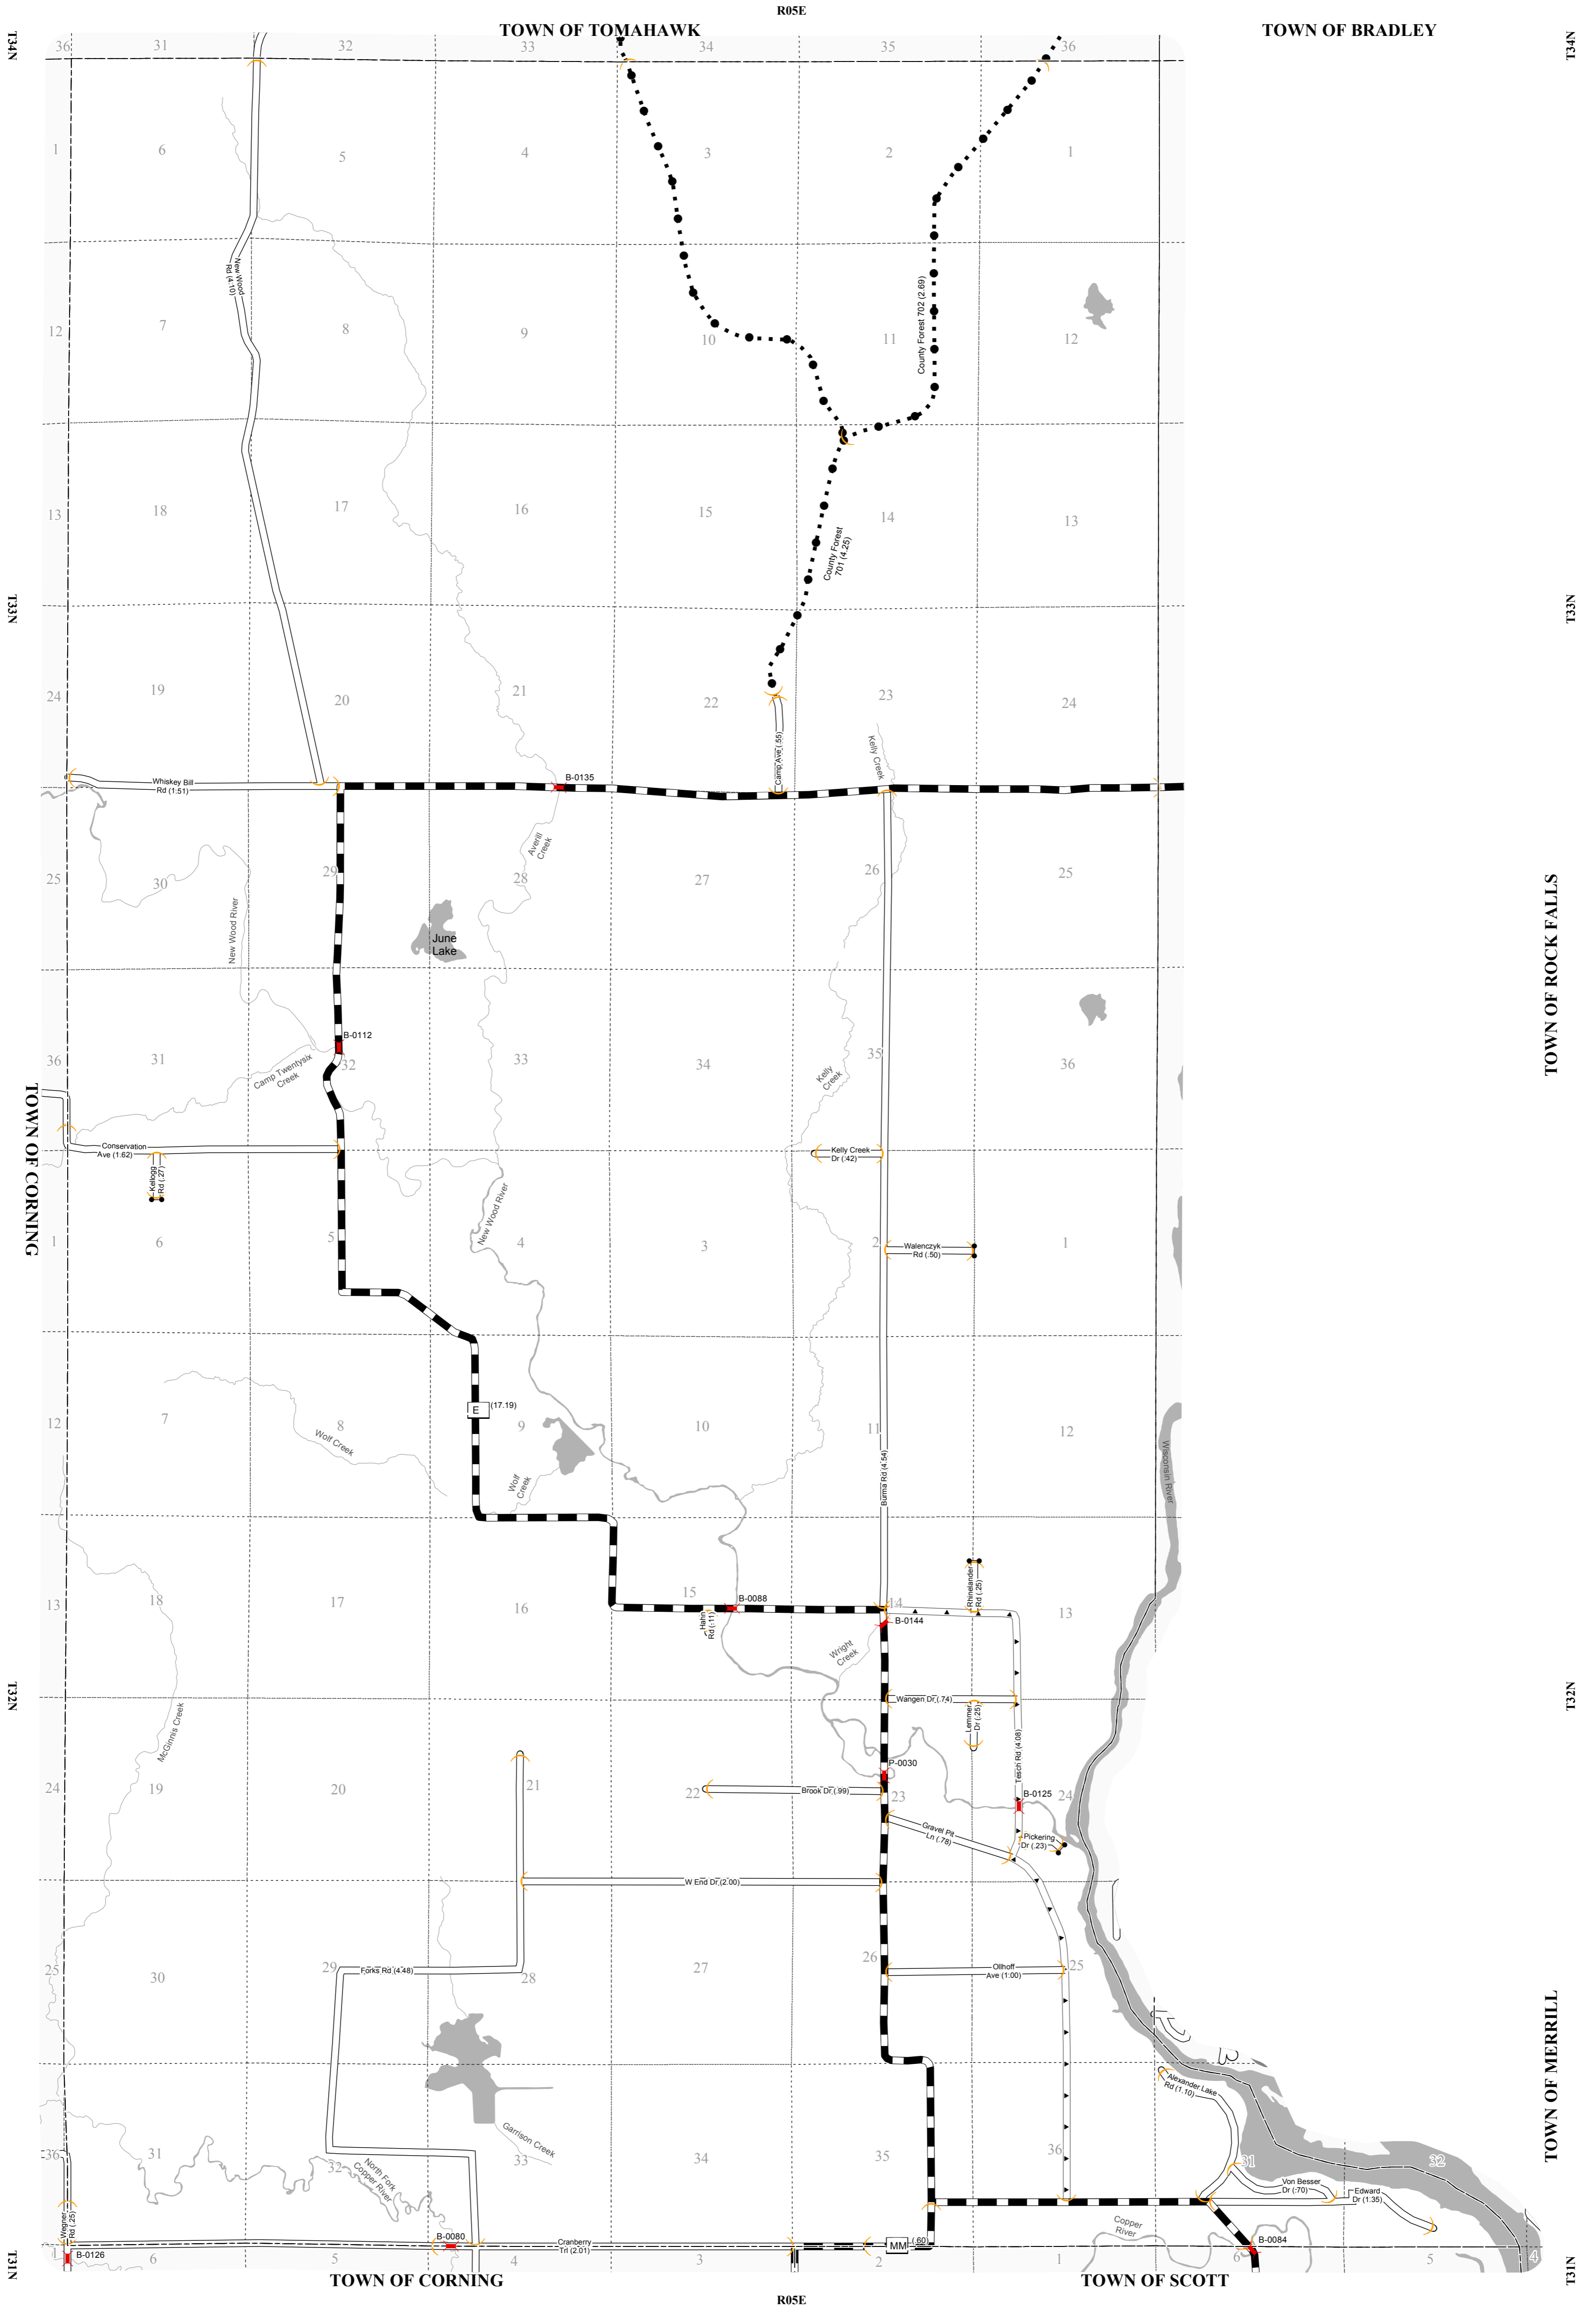 R05E
TOWN OF TOMAHAWK
TOWN OF BRADLEY
T34N
T34N
36
31
32
33
34
35
36
1
6
5
4
3
2
1
New Wood
Rd (4.10)
County Forest 702 (2.69)
12
7
8
9
10
11
12
13
18
17
16
15
14
13
County Forest
701 (4.25)
T33N
T33N
24
19
20
21
22
23
24
Camp Ave (.55)
Kelly Creek
Whiskey Bill
Rd (1.51)
B-0135
Averill
Creek
25
30
29
28
27
26
25
New Wood River
June
Lake
TOWN OF ROCK FALLS
B-0112
36
31
32
33
34
35
36
Camp Twentysix
Creek
Kelly
Creek
TOWN OF CORNING
Conservation
Ave (1.62)
Kellogg
Rd (.27)
Kelly Creek
Dr (.42)
New Wood River
1
6
5
4
3
2
1
Walenczyk
Rd (.50)
E
(17.19)
12
7
8
9
10
11
12
Wolf Creek
Wolf
Creek
Burma Rd (4.54)
Wisconsin River
Rhinelander
Rd (.25)
13
18
17
16
15
14
13
B-0088
Hahn
Rd (.11)
B-0144
Wright
Creek
T32N
T32N
McGinnis Creek
Wangen Dr (.74)
Lemmer
Dr (.25)
Tesch Rd (4.08)
P-0030
24
19
20
21
22
23
24
Brook Dr (.99)
B-0125
Gravel Pit
Ln (.78)
Pickering
Dr (.23)
W End Dr (2.00)
25
30
29
28
27
26
25
Forks Rd (4.48)
Ollhoff
Ave (1.00)
TOWN OF MERRILL
Alexander Lake
Rd (1.10)
Garrison Creek
36
31
32
33
34
35
36
31
32
North Fork
Copper River
Von Besser
Dr (.70)
Edward
Dr (1.35)
Wegner
Rd (.25)
Copper
River
B-0126
B-0080
Cranberry
Trl (2.01)
MM
(.60)
B-0084
1
6
5
4
3
2
1
6
5
4
T31N
T31N
TOWN OF CORNING
TOWN OF SCOTT
R05E